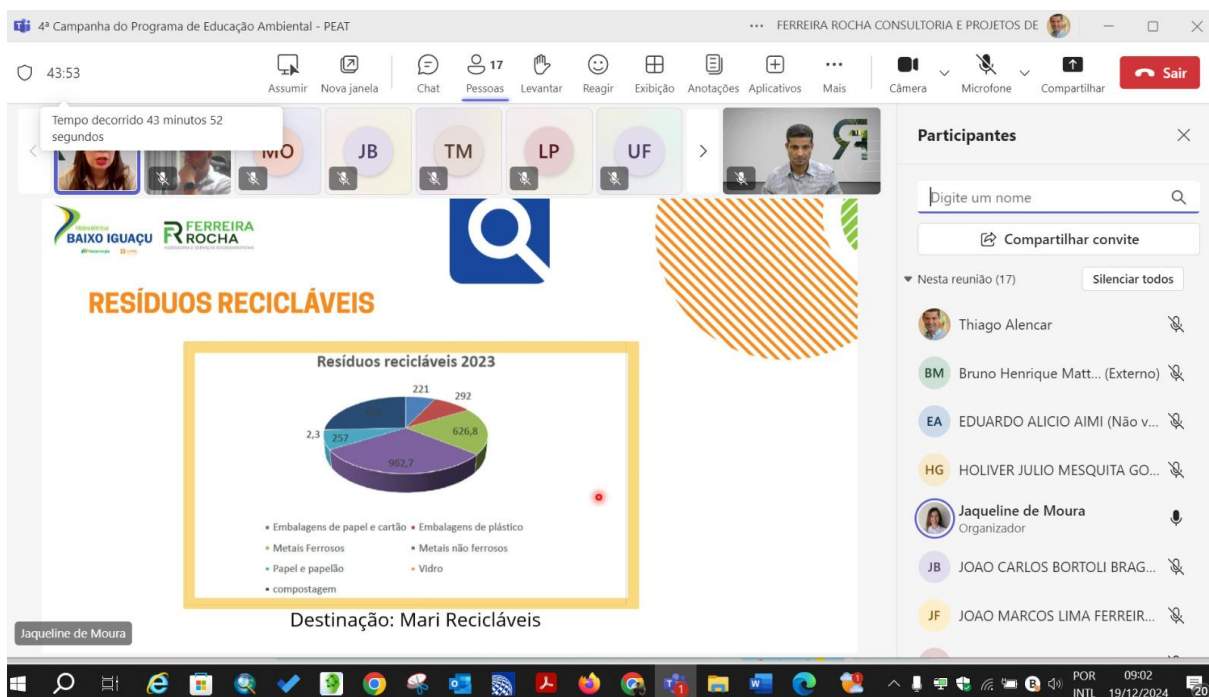 4ª Campanha do Programa de Educação Ambiental - PEAT
••• FERREIRA ROCHA CONSULTORIA E PROJETOS DE
43:53
Assumir
Nova janela
Chat
17
Pessoas
Levantar
Reagir
Exibição
Anotações
Aplicativos
Mais
Câmera
Microfone
Compartilhar
Sair
Tempo decorrido 43 minutos 52
segundos
MO
JB
TM
LP
UF
BAIXO IGUAÇU
FERREIRA
ROCHA
RESÍDUOS RECICLÁVEIS
Resíduos recicláveis 2023
221
292
626,8
962,7
257
2,3
Embalagens de papel e cartão
Embalagens de plástico
Metais Ferrosos
Metais não ferrosos
Papel e papelão
Vidro
compostagem
Destinação: Mari Recicláveis
Jaqueline de Moura
Participantes
Digite um nome
Compartilhar convite
Nesta reunião (17)
Silenciar todos
Thiago Alencar
BM Bruno Henrique Matt... (Externo)
EA EDUARDO ALICIO AIMI (Não v...
HG HOLIVER JULIO MESQUITA GO...
Jaqueline de Moura
Organizador
JB JOAO CARLOS BORTOLI BRAG...
JF JOAO MARCOS LIMA FERREIR...
POR
INTL
09:02
19/12/2024
20